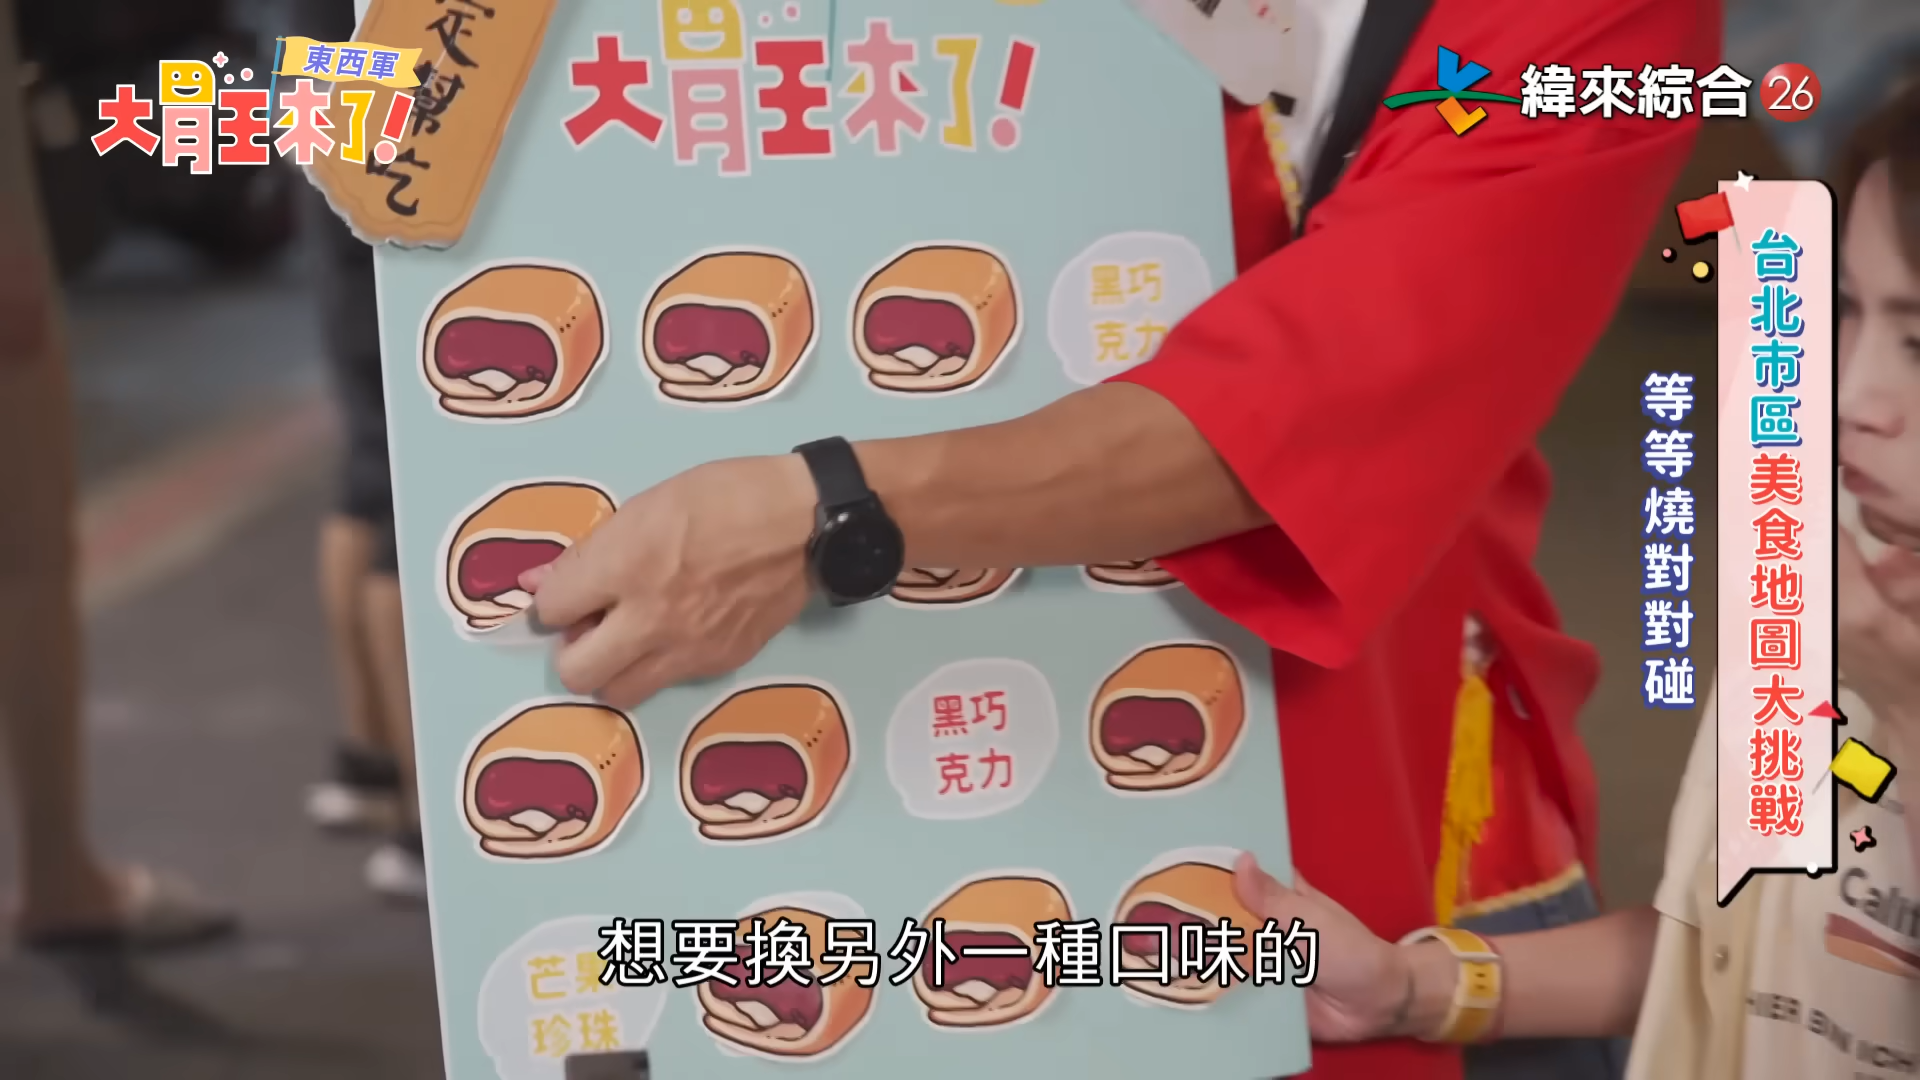 定幫吃
大胃王來了!
東西軍
大胃王來了!
緯來綜合 26
台北市區美食地圖大挑戰
等等燒對對碰
黑巧
克力
黑巧
克力
芒果
珍珠
想要換另外一種口味的